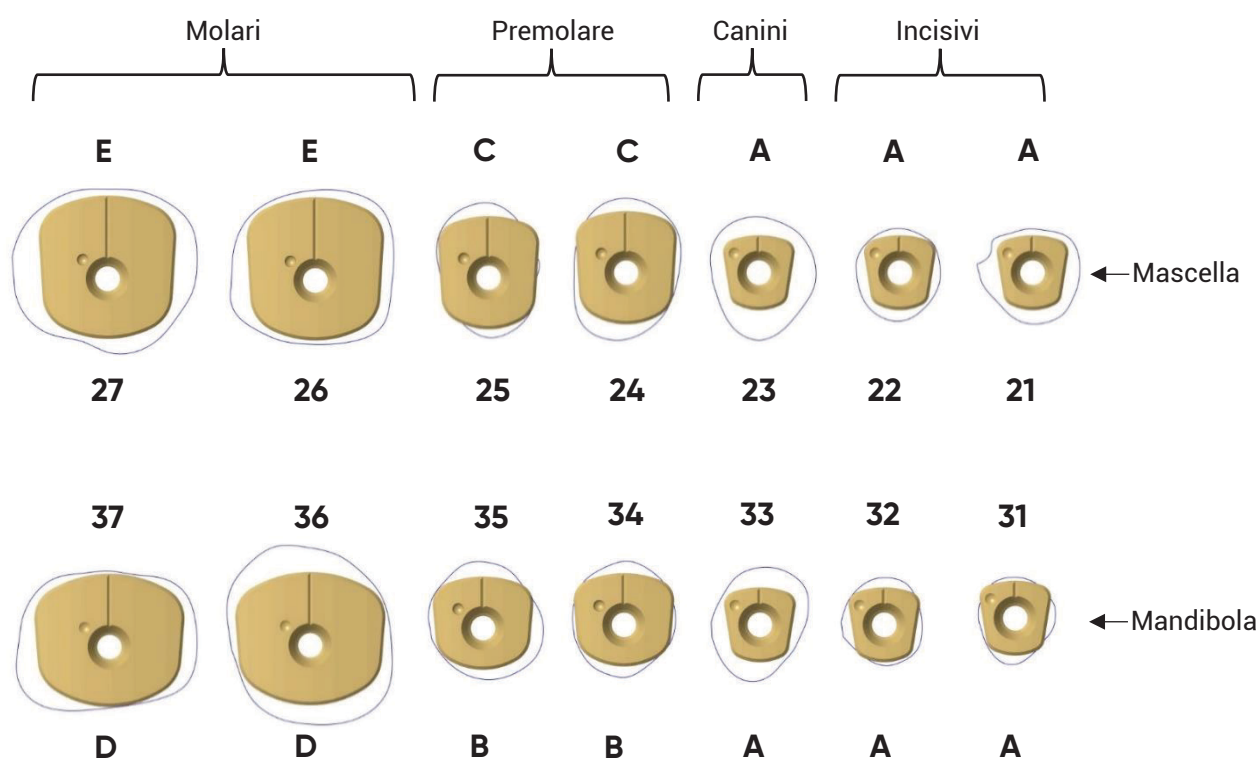 Molari Premolare Canini Incisivi
E E C C A A A
Mascella
27 26 25 24 23 22 21
37 36 35 34 33 32 31
Mandibola
D D B B A A A